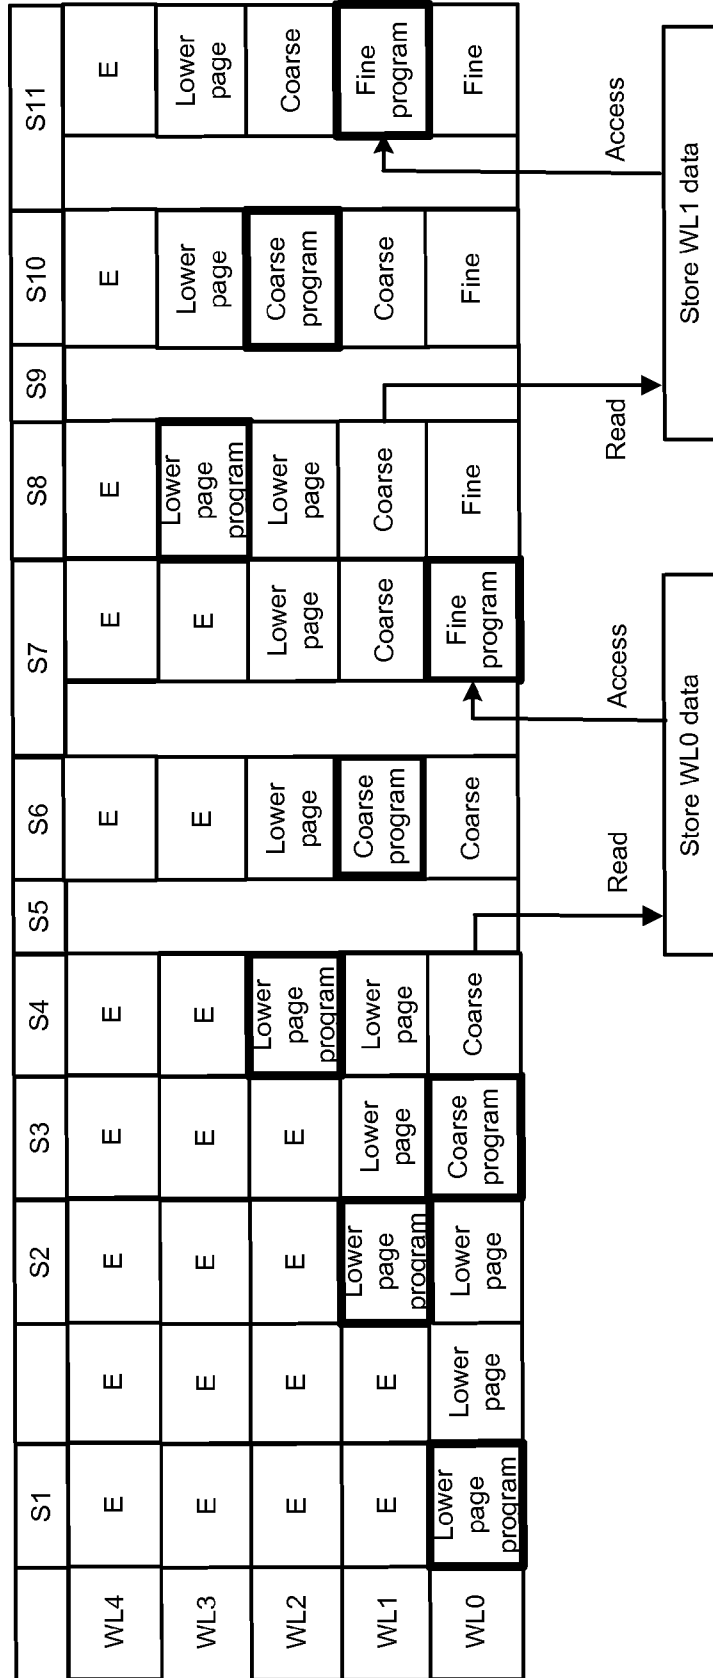 S1
S2
S3
S4
S5
S6
S7
S8
S9
S10
S11
WL4
E
E
E
E
E
E
E
E
E
E
WL3
E
E
E
E
E
E
E
Lower
page
program
Lower
page
Lower
page
WL2
E
E
E
E
Lower
page
program
Lower
page
Lower
page
Lower
page
Coarse
program
Coarse
WL1
E
E
Lower
page
program
Lower
page
Lower
page
Coarse
program
Coarse
Coarse
Coarse
Fine
program
WL0
Lower
page
program
Lower
page
Lower
page
Coarse
program
Coarse
Coarse
Fine
program
Fine
Fine
Fine
Read
Access
Read
Access
Store WL0 data
Store WL1 data